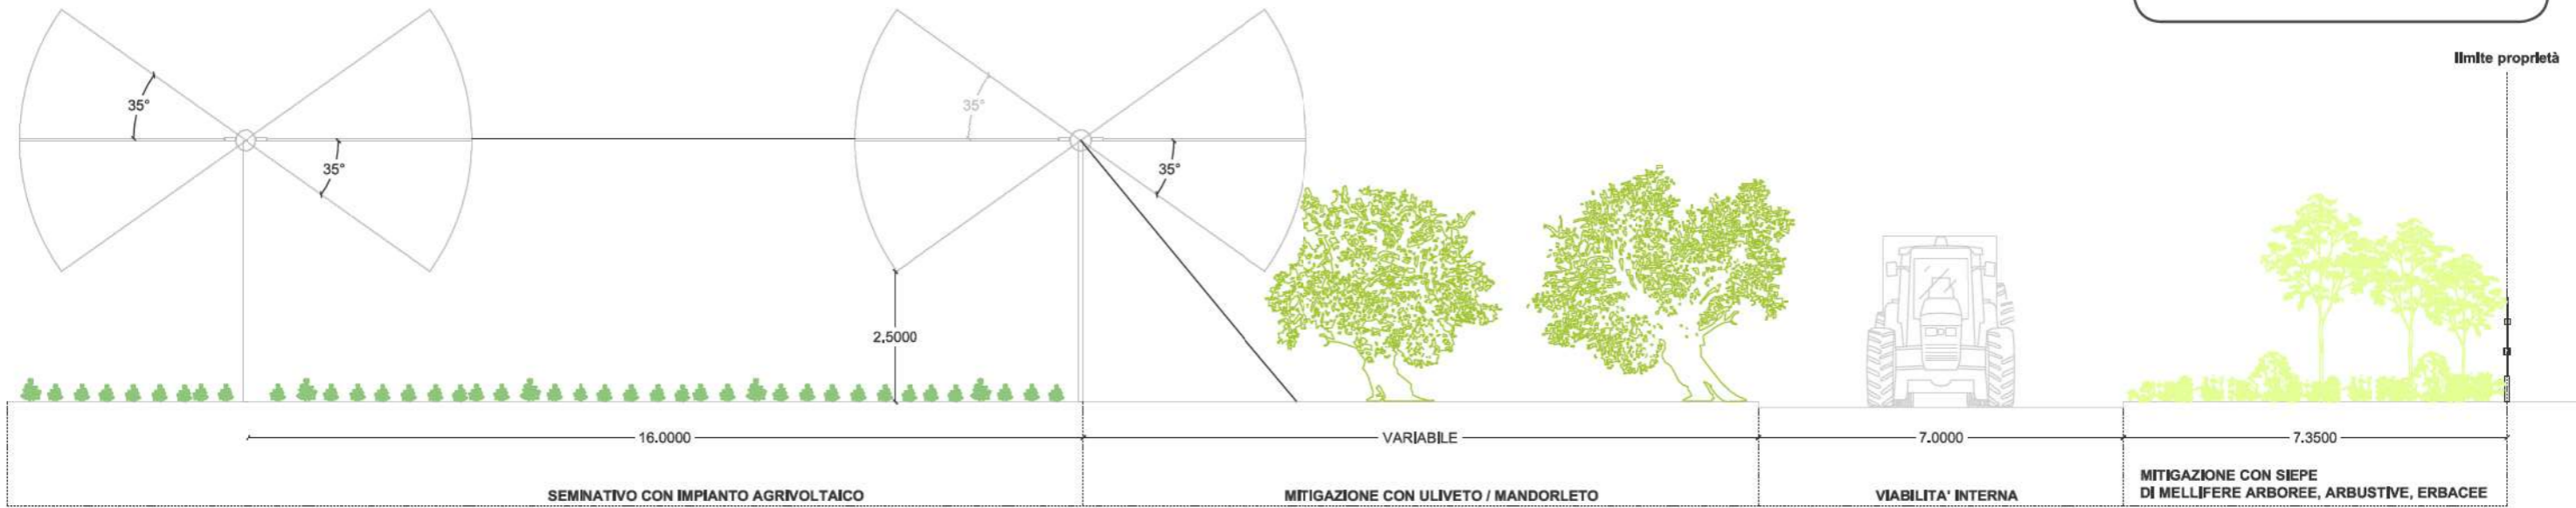 limite proprietà
35°
35°
35°
35°
2.5000
16.0000
VARIABILE
7.0000
7.3500
SEMINATIVO CON IMPIANTO AGRIVOLTAICO
MITIGAZIONE CON ULIVETO / MANDORLETO
VIABILITA' INTERNA
MITIGAZIONE CON SIEPE
DI MELLIFERE ARBOREE, ARBUSTIVE, ERBACEE